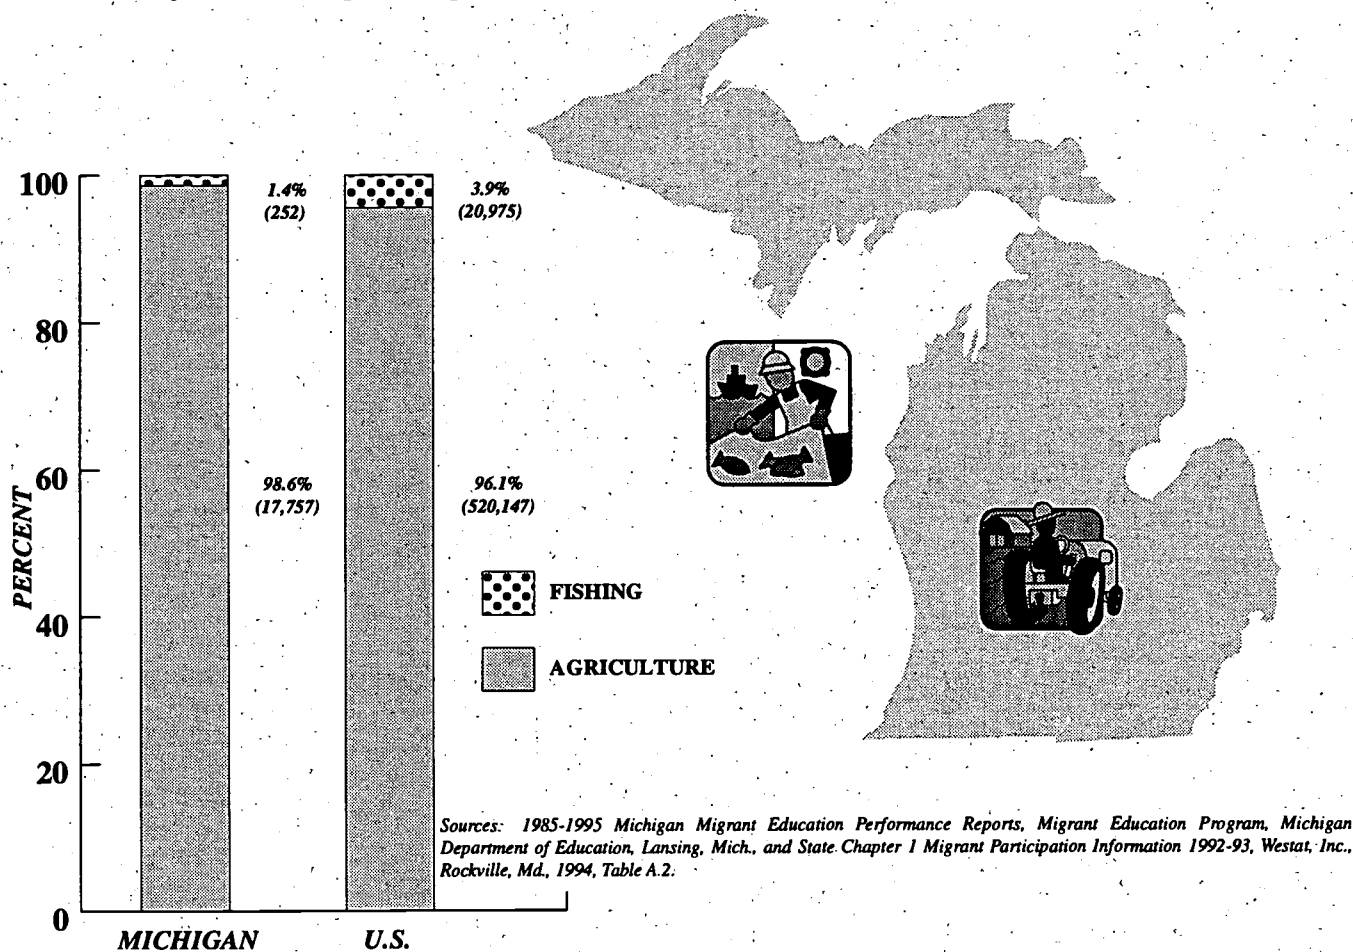 100
80
60
40
20
0
PERCENT
1.4%
(252)
3.9%
(20,975)
98.6%
(17,757)
96.1%
(520,147)
FISHING
AGRICULTURE
MICHIGAN
U.S.
Sources: 1985-1995 Michigan Migrant Education Performance Reports, Migrant Education Program, Michigan
Department of Education, Lansing, Mich., and State Chapter 1 Migrant Participation Information 1992-93, Westat, Inc.,
Rockville, Md., 1994, Table A.2.